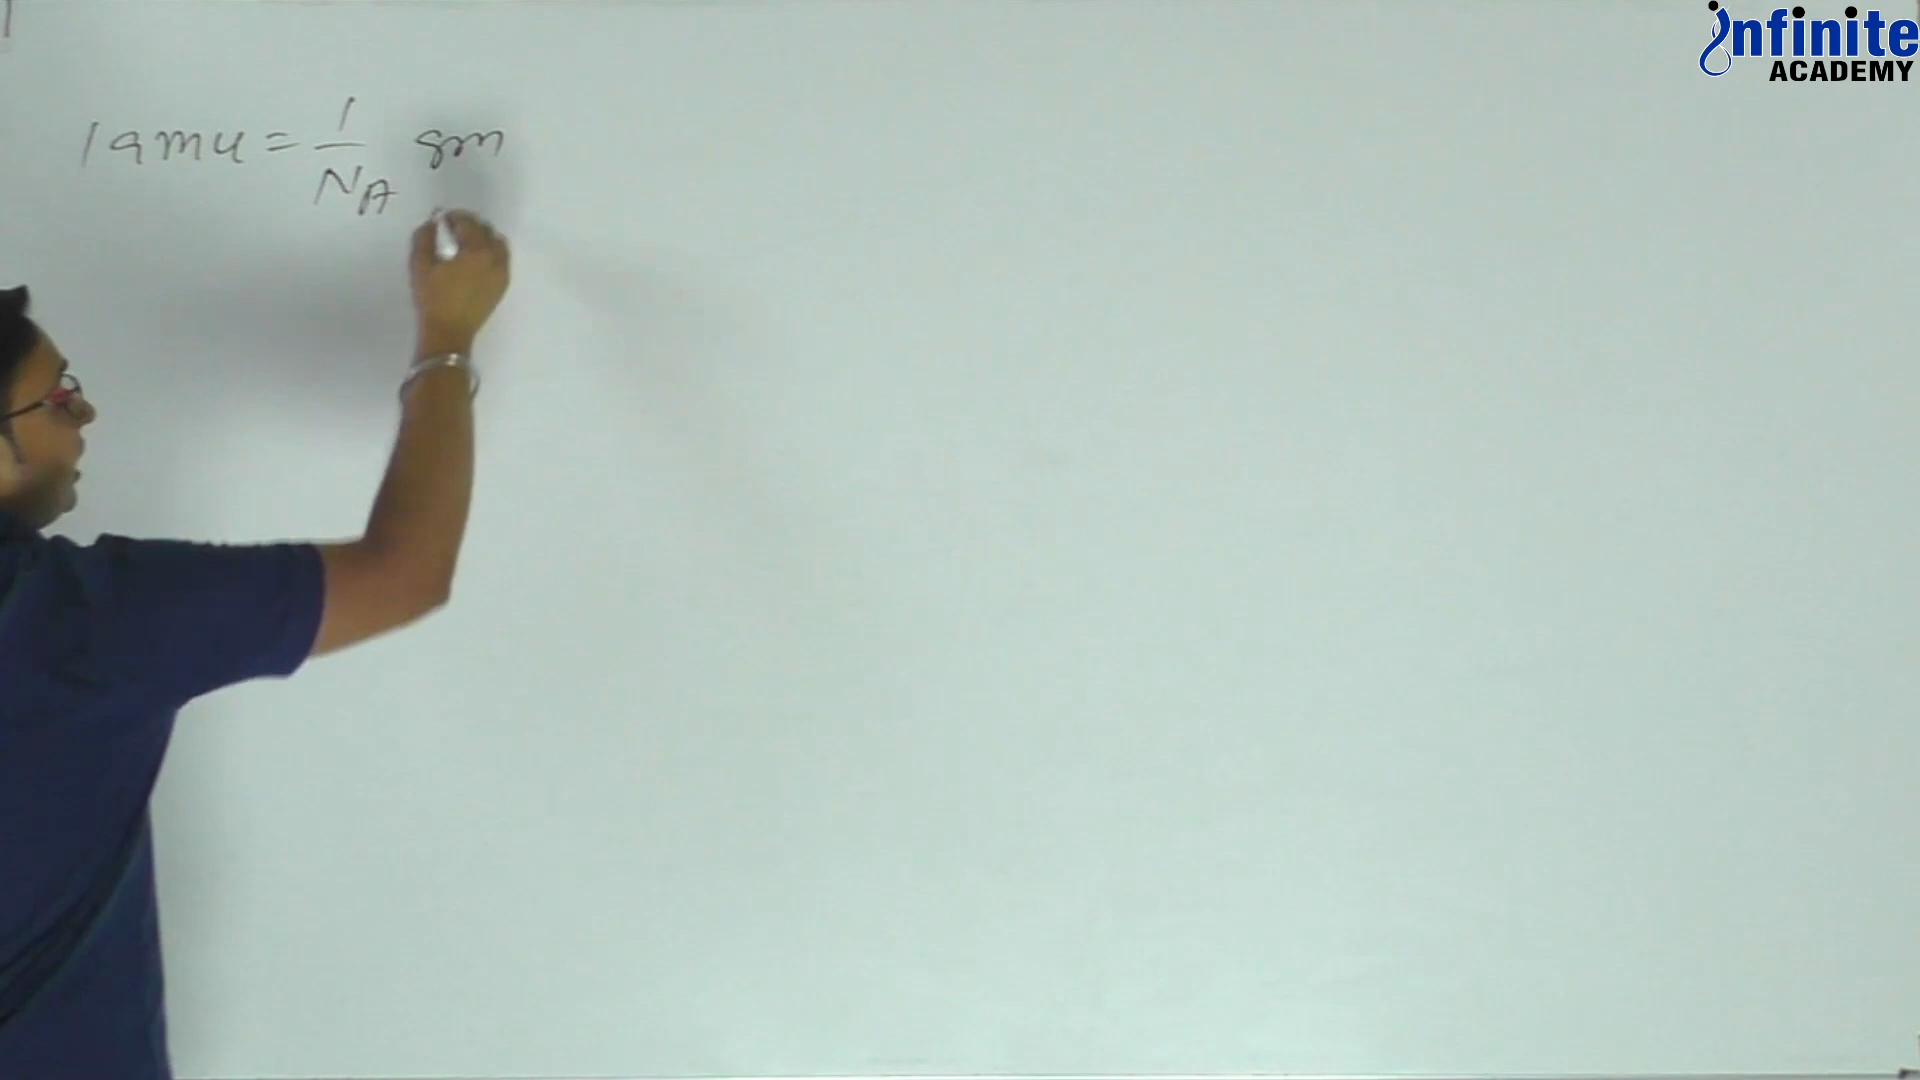 infinite
ACADEMY
1 amu = 1/N_A gm